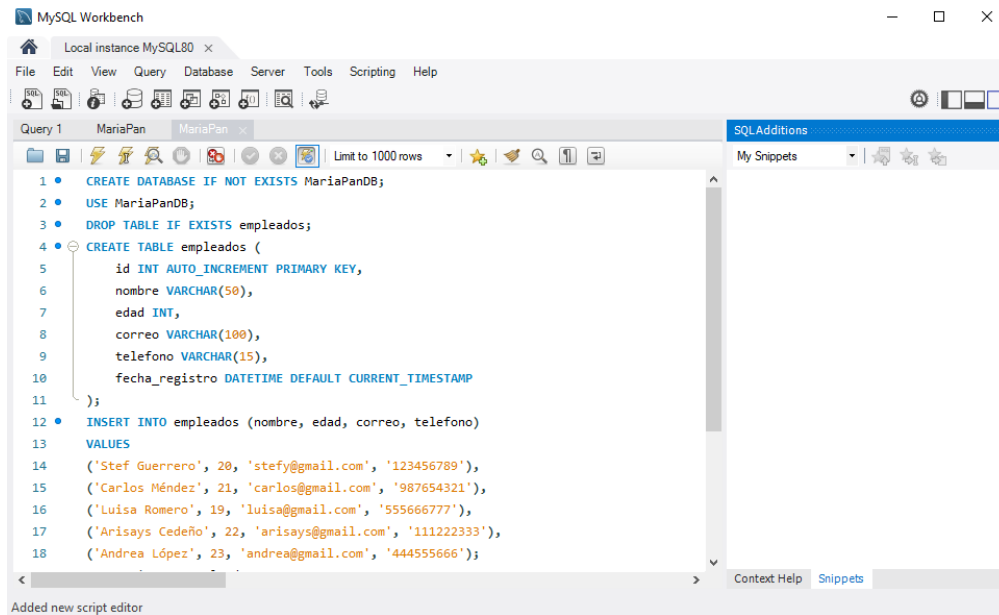 MySQL Workbench
Local instance MySQL80
File Edit View Query Database Server Tools Scripting Help
Query 1 MariaPan MariaPan
SQLAdditions
Limit to 1000 rows
My Snippets
1 CREATE DATABASE IF NOT EXISTS MariaPanDB;
2 USE MariaPanDB;
3 DROP TABLE IF EXISTS empleados;
4 CREATE TABLE empleados (
5 id INT AUTO_INCREMENT PRIMARY KEY,
6 nombre VARCHAR(50),
7 edad INT,
8 correo VARCHAR(100),
9 telefono VARCHAR(15),
10 fecha_registro DATETIME DEFAULT CURRENT_TIMESTAMP
11 );
12 INSERT INTO empleados (nombre, edad, correo, telefono)
13 VALUES
14 ('Stef Guerrero', 20, 'stefy@gmail.com', '123456789'),
15 ('Carlos Méndez', 21, 'carlos@gmail.com', '987654321'),
16 ('Luisa Romero', 19, 'luisa@gmail.com', '555666777'),
17 ('Arisays Cedeño', 22, 'arisays@gmail.com', '111222333'),
18 ('Andrea López', 23, 'andrea@gmail.com', '444555666');
Context Help Snippets
Added new script editor